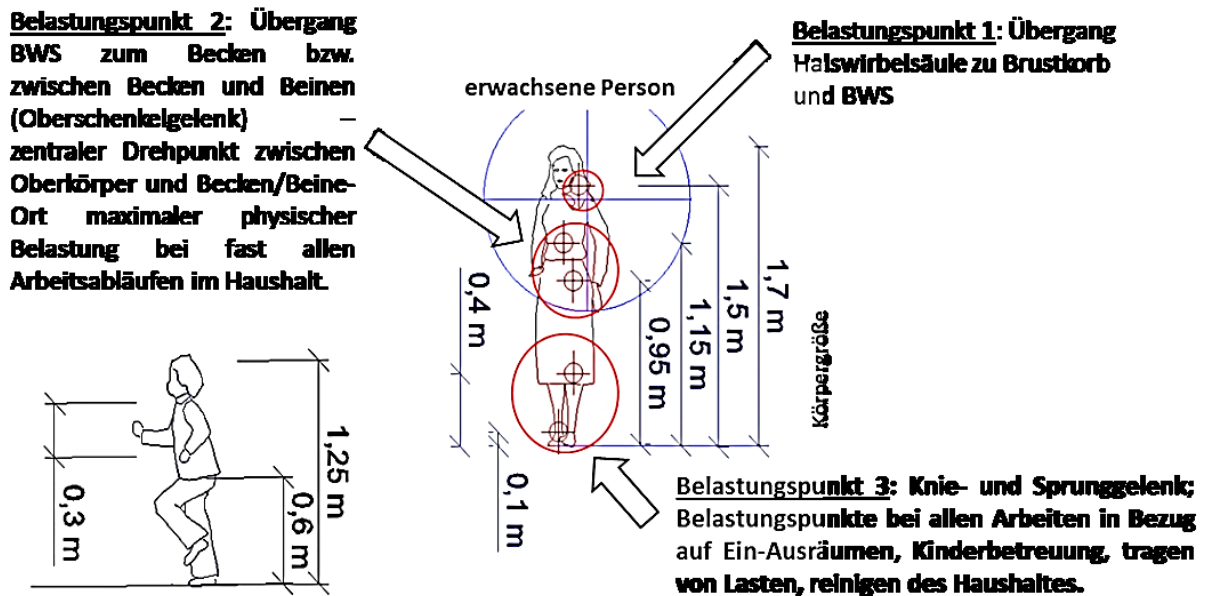 Belastungspunkt 2: Übergang
BWS zum Becken bzw.
zwischen Becken und Beinen
(Oberschenkelgelenk) –
zentraler Drehpunkt zwischen
Oberkörper und Becken/Beine-
Ort maximaler physischer
Belastung bei fast allen
Arbeitsabläufen im Haushalt.
Belastungspunkt 1: Übergang
Halswirbelsäule zu Brustkorb
und BWS
erwachsene Person
0,4 m
0,1 m
0,95 m
1,15 m
1,5 m
1,7 m
Körpergröße
0,3 m
0,6 m
1,25 m
Belastungspunkt 3: Knie- und Sprunggelenk;
Belastungspunkte bei allen Arbeiten in Bezug
auf Ein-Ausräumen, Kinderbetreuung, tragen
von Lasten, reinigen des Haushaltes.